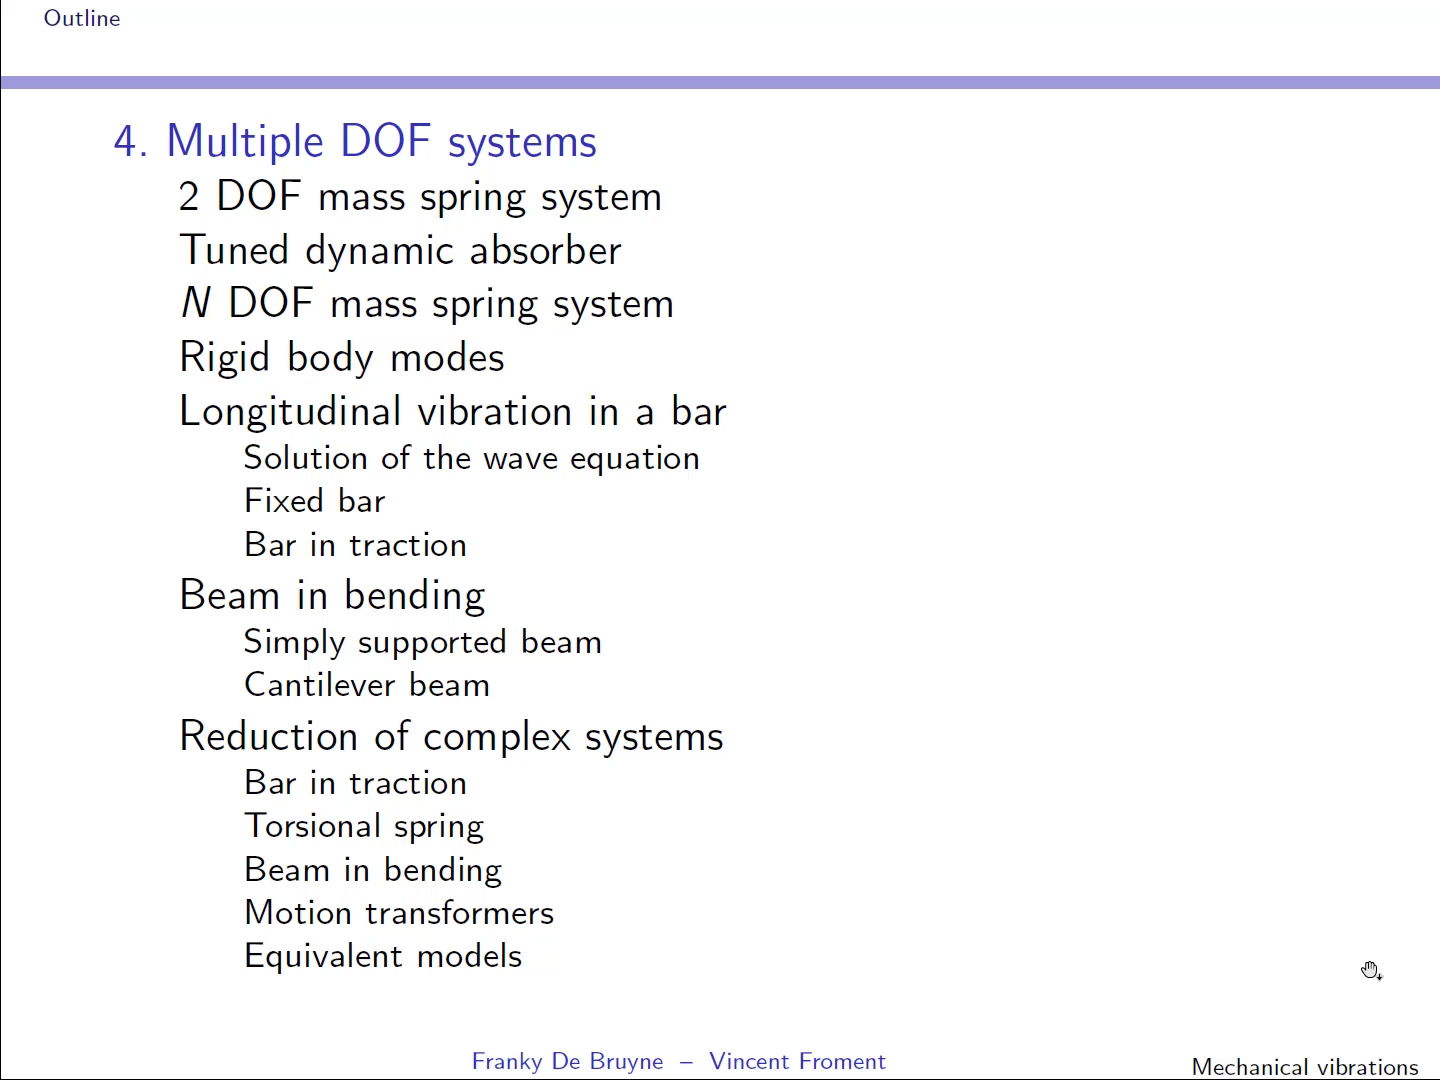 Outline
4. Multiple DOF systems
2 DOF mass spring system
Tuned dynamic absorber
N DOF mass spring system
Rigid body modes
Longitudinal vibration in a bar
Solution of the wave equation
Fixed bar
Bar in traction
Beam in bending
Simply supported beam
Cantilever beam
Reduction of complex systems
Bar in traction
Torsional spring
Beam in bending
Motion transformers
Equivalent models
Franky De Bruyne – Vincent Froment
Mechanical vibrations